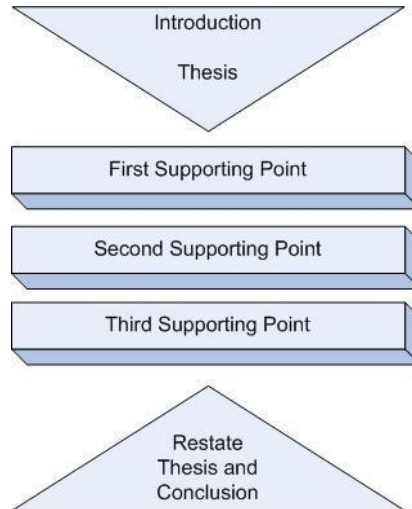 Introduction
Thesis
First Supporting Point
Second Supporting Point
Third Supporting Point
Restate
Thesis and
Conclusion